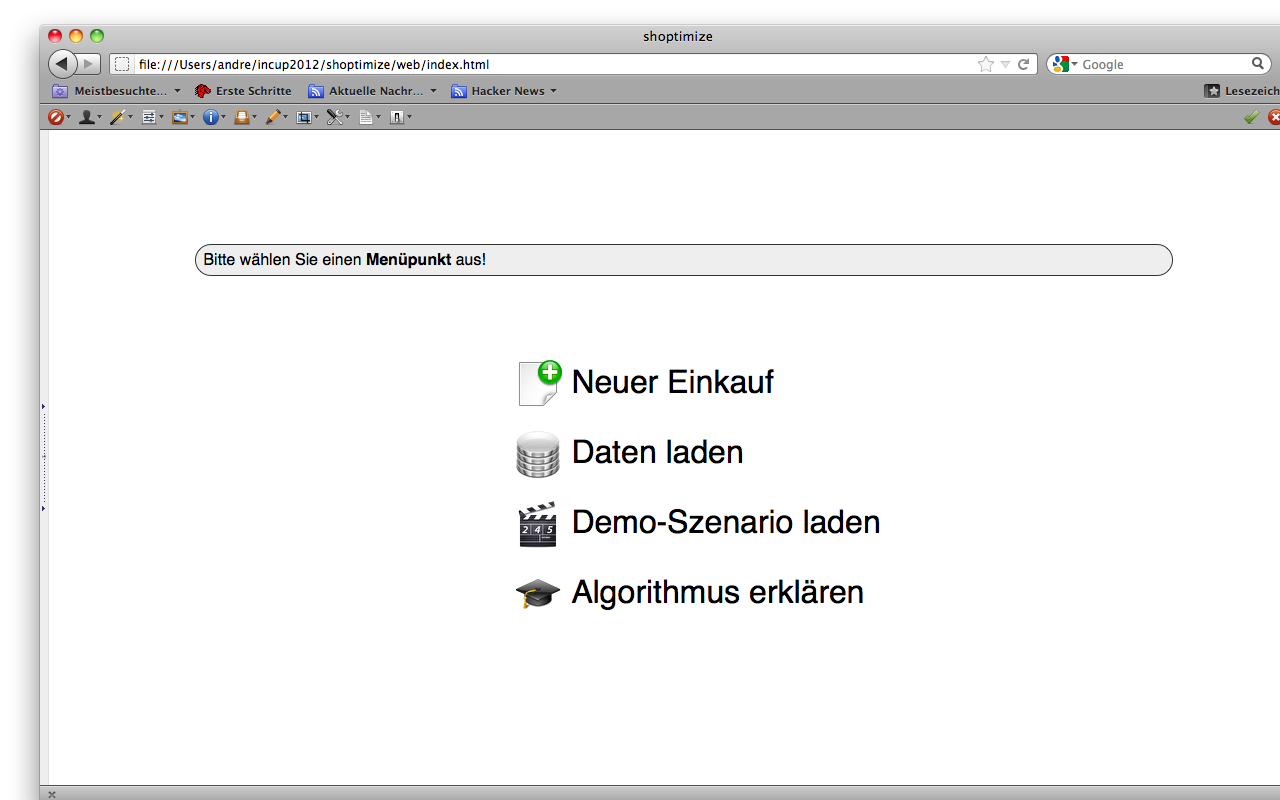 shoptimize
file:///Users/andre/incup2012/shoptimize/web/index.html
Google
Meistbesuchte... Erste Schritte Aktuelle Nachr... Hacker News Lesezeich
Bitte wählen Sie einen Menüpunkt aus!
Neuer Einkauf
Daten laden
2 4 5
Demo-Szenario laden
Algorithmus erklären